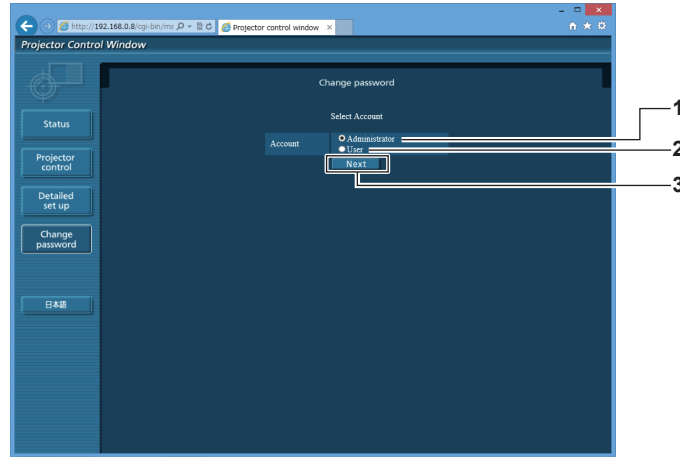 http://192.168.0.8/cgi-bin/ma
Projector control window
Projector Control Window
Change password
Select Account
Account
Administrator
User
Next
Status
Projector
control
Detailed
set up
Change
password
日本語
1
2
3